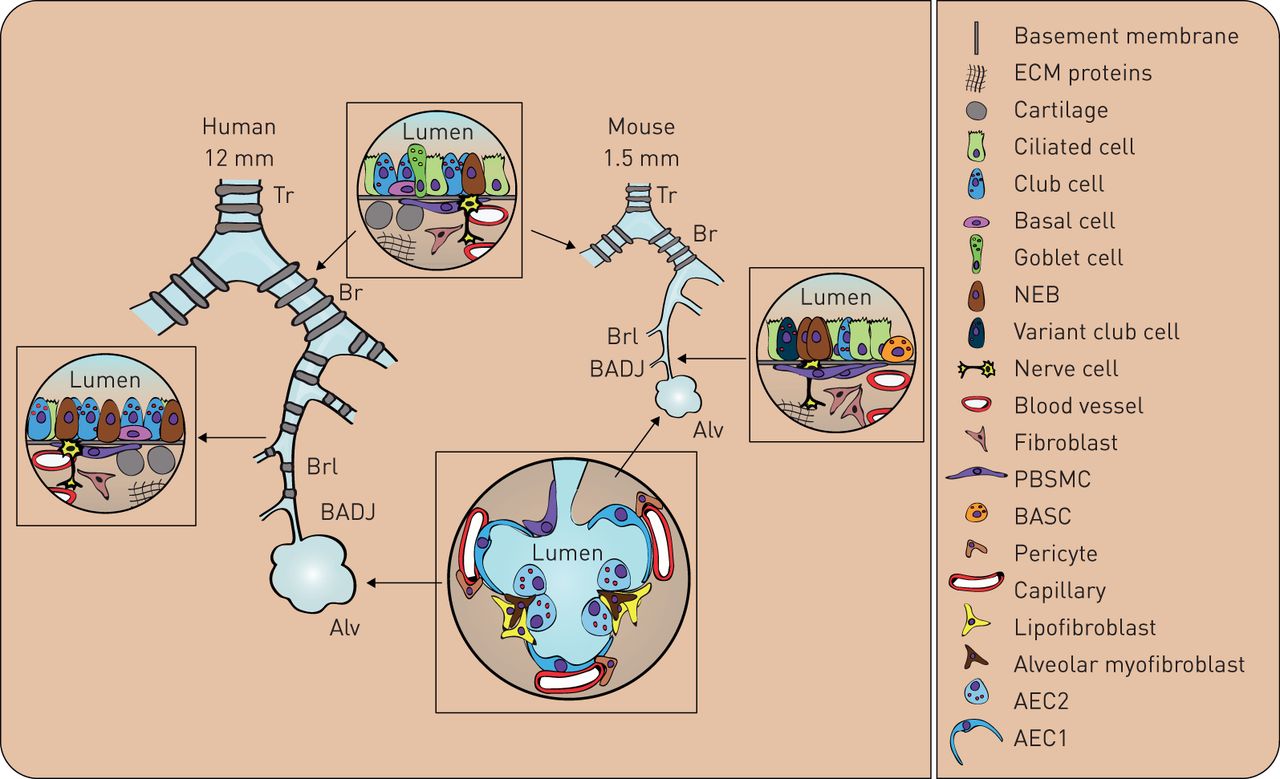 Human
12 mm
Tr
Br
Brl
BADJ
Alv
Lumen
Lumen
Lumen
Mouse
1.5 mm
Tr
Br
Brl
BADJ
Alv
Lumen
Basement membrane
ECM proteins
Cartilage
Ciliated cell
Club cell
Basal cell
Goblet cell
NEB
Variant club cell
Nerve cell
Blood vessel
Fibroblast
PBSMC
BASC
Pericyte
Capillary
Lipofibroblast
Alveolar myofibroblast
AEC2
AEC1